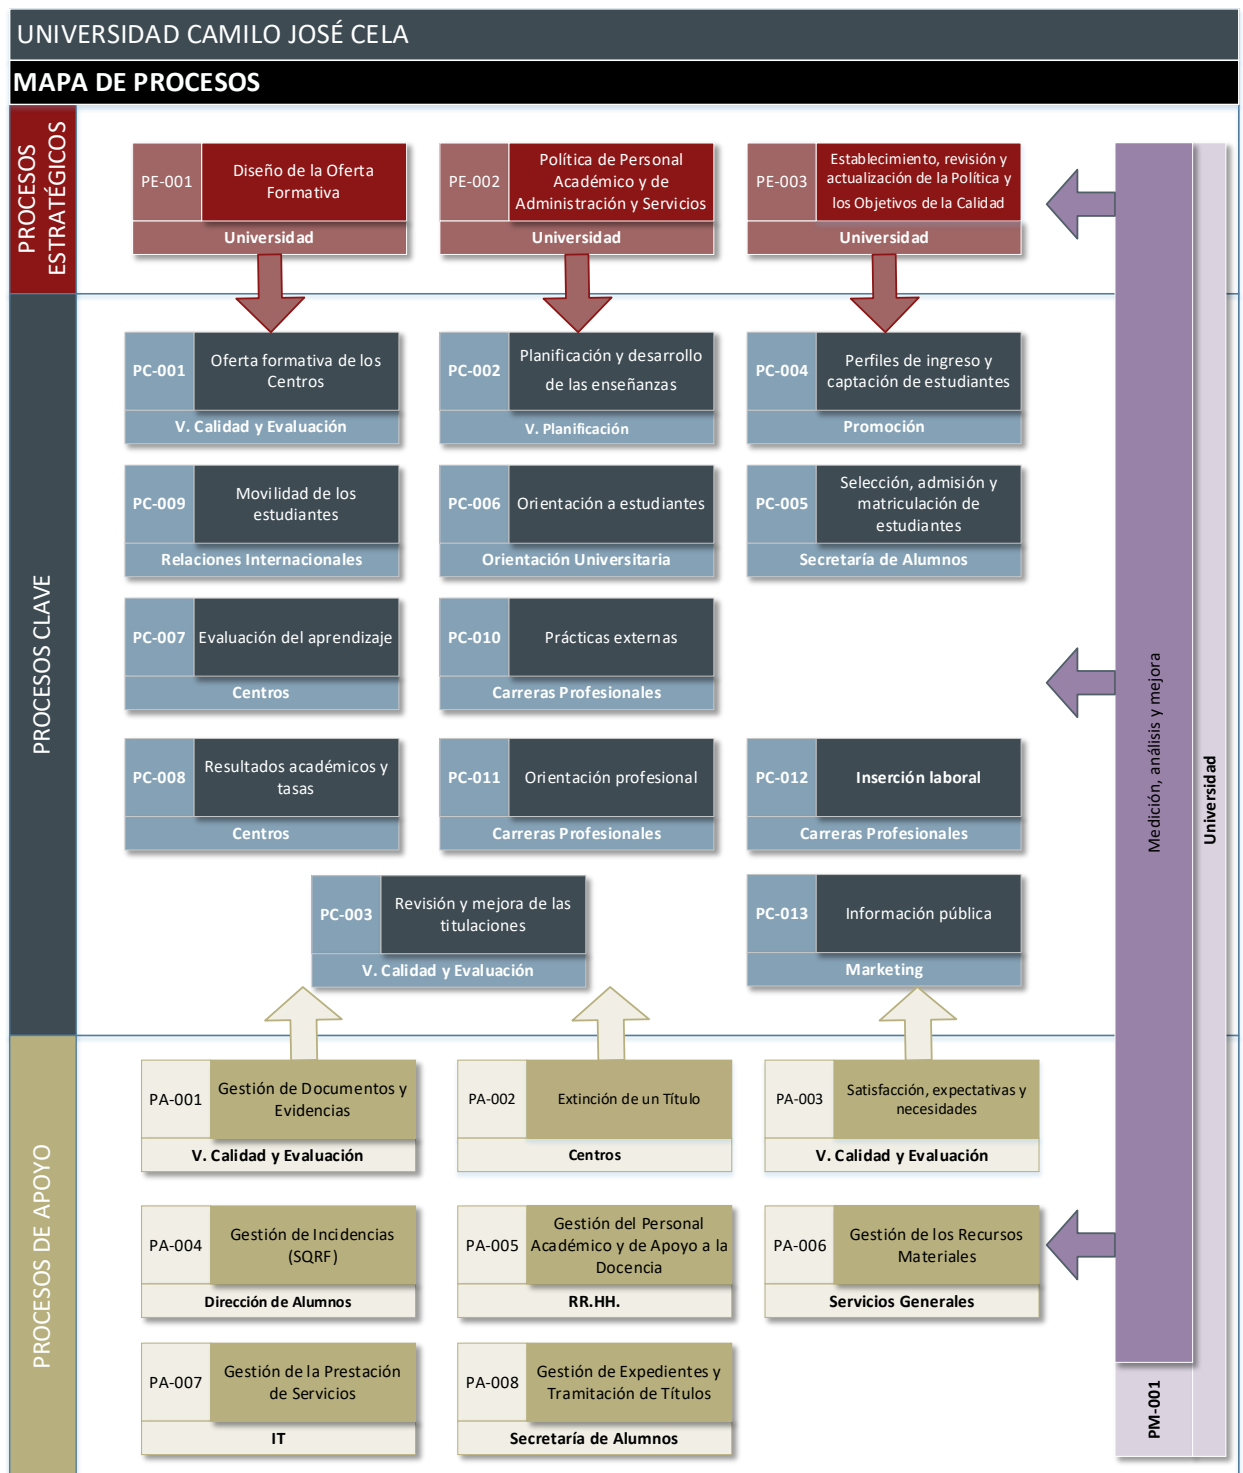 UNIVERSIDAD CAMILO JOSÉ CELA
MAPA DE PROCESOS
PROCESOS
ESTRATÉGICOS
PE-001
Diseño de la Oferta
Formativa
Universidad
PE-002
Política de Personal
Académico y de
Administración y Servicios
Universidad
PE-003
Establecimiento, revisión y
actualización de la Política y
los Objetivos de la Calidad
Universidad
PROCESOS CLAVE
PC-001
Oferta formativa de los
Centros
V. Calidad y Evaluación
PC-002
Planificación y desarrollo
de las enseñanzas
V. Planificación
PC-004
Perfiles de ingreso y
captación de estudiantes
Promoción
PC-009
Movilidad de los
estudiantes
Relaciones Internacionales
PC-006
Orientación a estudiantes
Orientación Universitaria
PC-005
Selección, admisión y
matriculación de
estudiantes
Secretaría de Alumnos
PC-007
Evaluación del aprendizaje
Centros
PC-010
Prácticas externas
Carreras Profesionales
PC-008
Resultados académicos y
tasas
Centros
PC-011
Orientación profesional
Carreras Profesionales
PC-012
Inserción laboral
Carreras Profesionales
PC-003
Revisión y mejora de las
titulaciones
V. Calidad y Evaluación
PC-013
Información pública
Marketing
PROCESOS DE APOYO
PA-001
Gestión de Documentos y
Evidencias
V. Calidad y Evaluación
PA-002
Extinción de un Título
Centros
PA-003
Satisfacción, expectativas y
necesidades
V. Calidad y Evaluación
PA-004
Gestión de Incidencias
(SQRF)
Dirección de Alumnos
PA-005
Gestión del Personal
Académico y de Apoyo a la
Docencia
RR.HH.
PA-006
Gestión de los Recursos
Materiales
Servicios Generales
PA-007
Gestión de la Prestación
de Servicios
IT
PA-008
Gestión de Expedientes y
Tramitación de Títulos
Secretaría de Alumnos
Medición, análisis y mejora
PM-001
Universidad